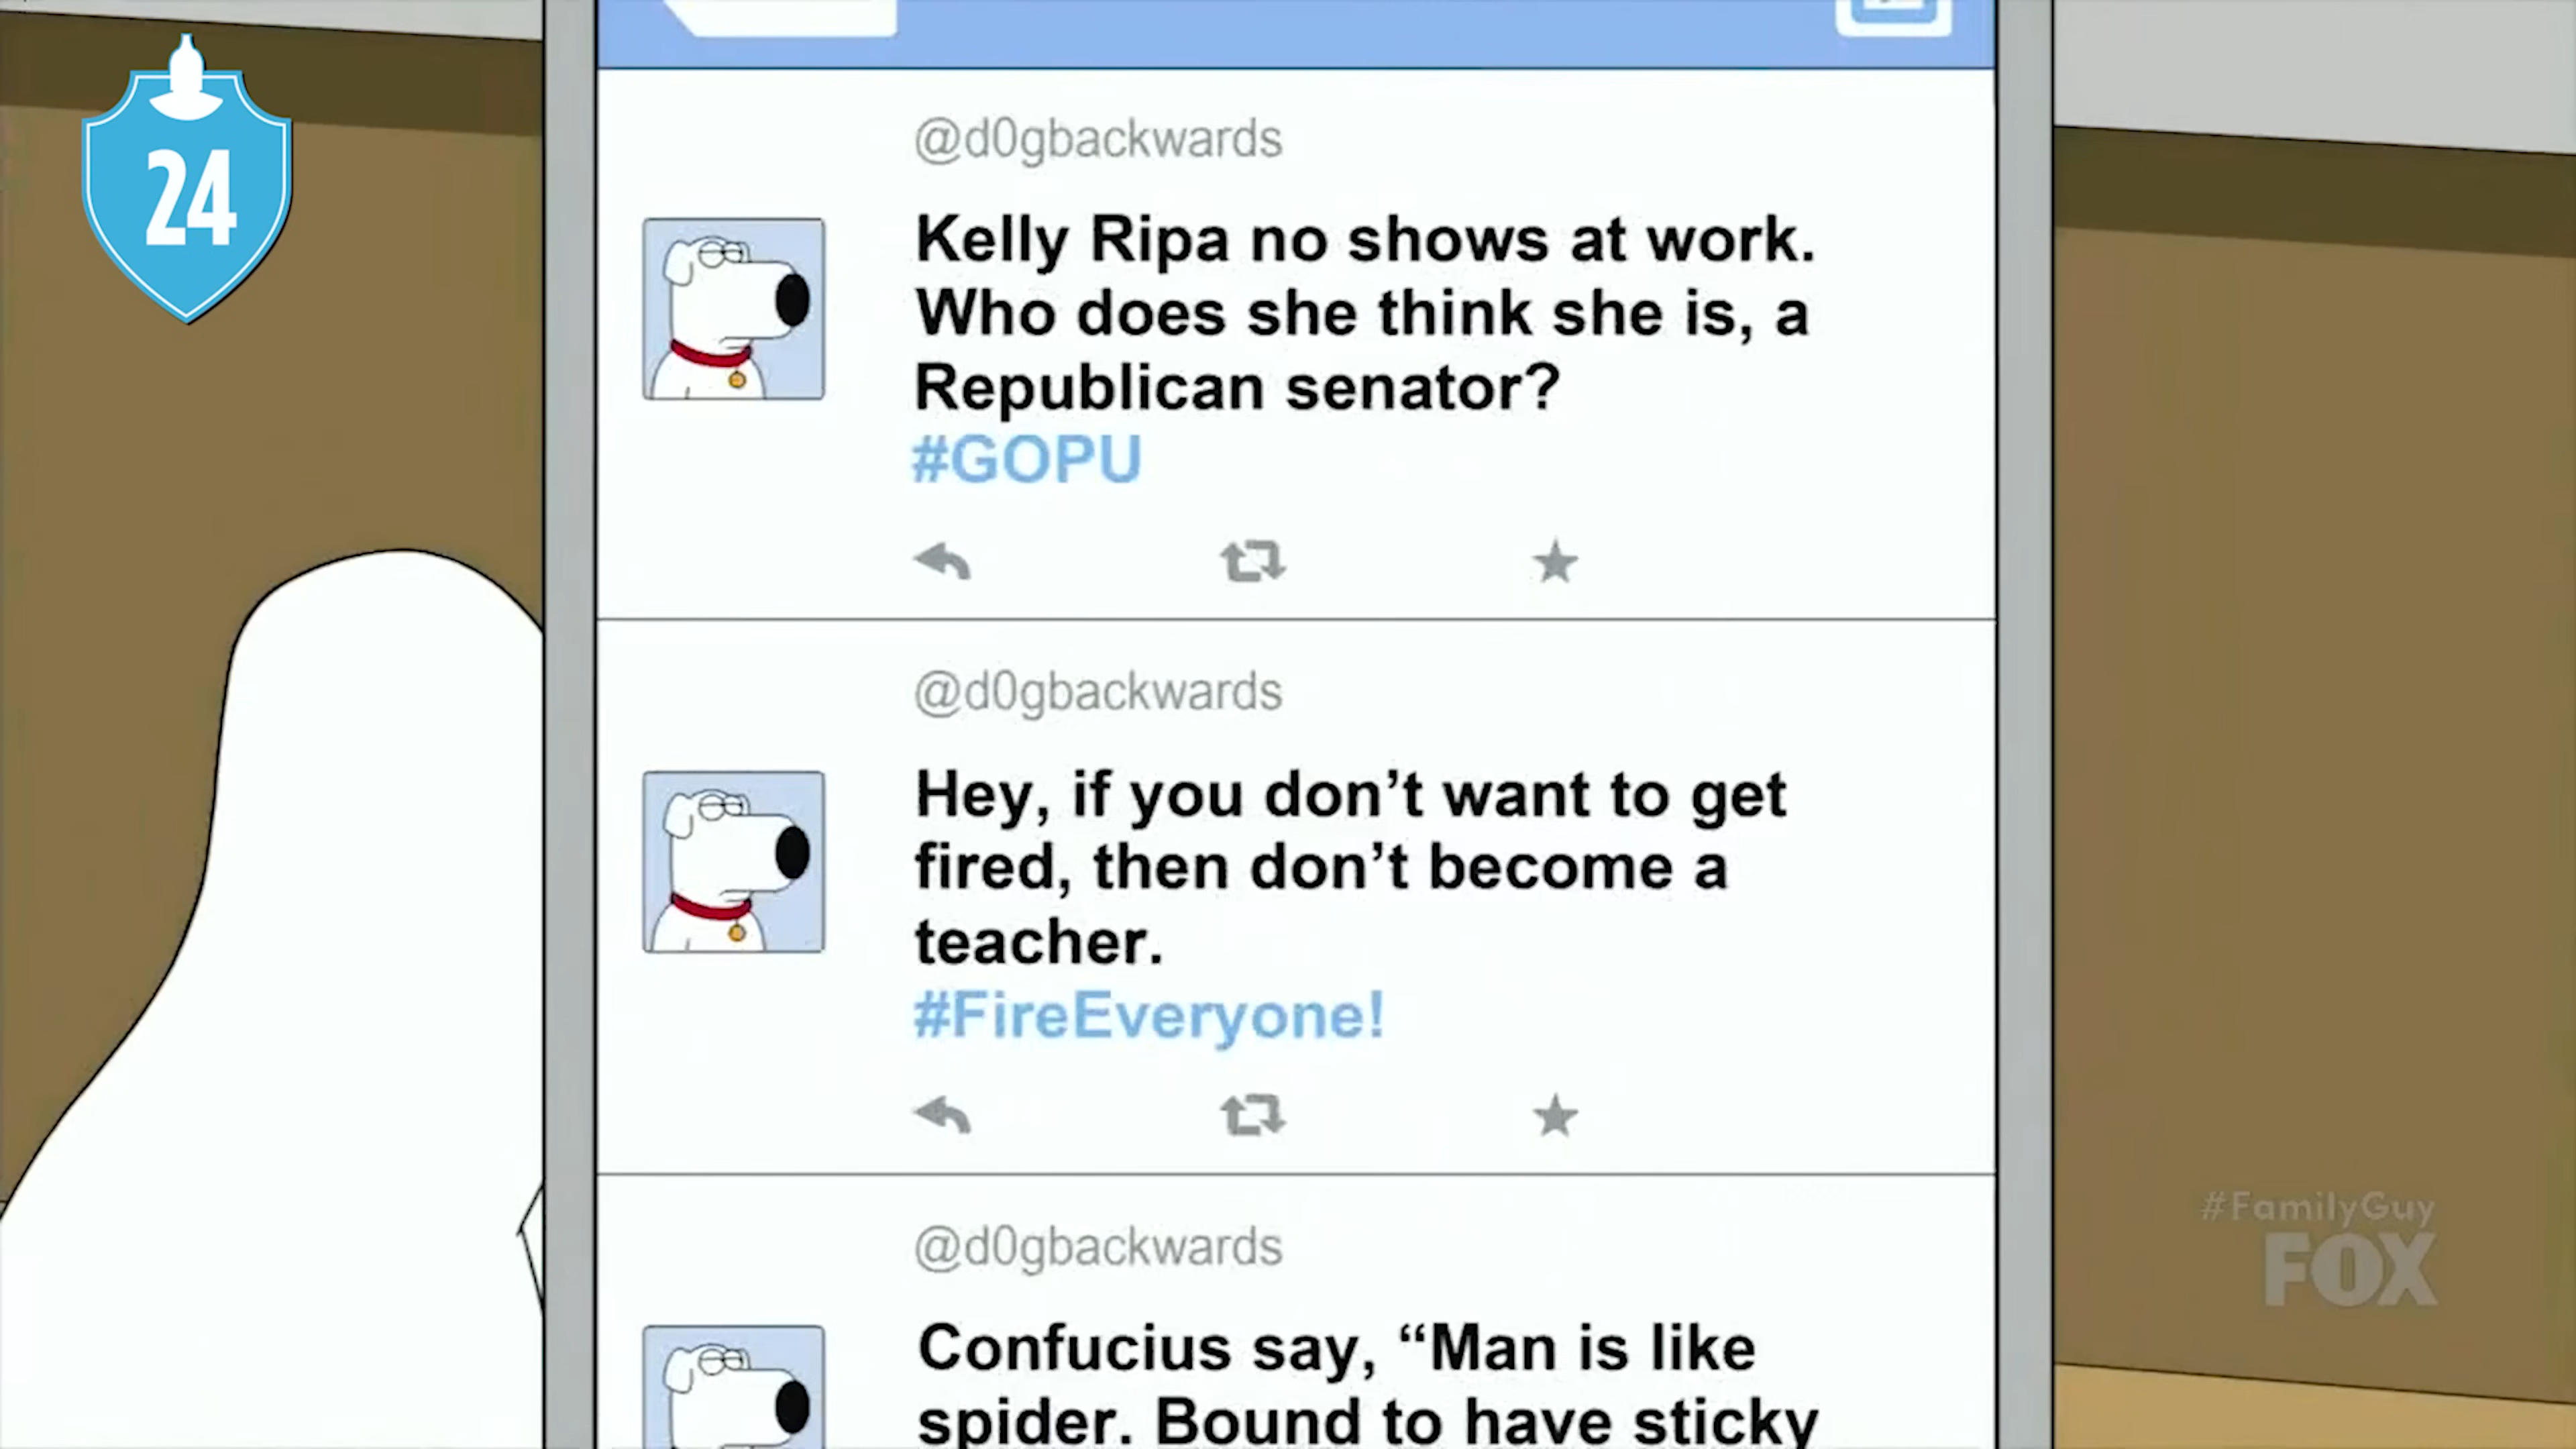 24
@d0gbackwards
Kelly Ripa no shows at work.
Who does she think she is, a
Republican senator?
#GOPU
@d0gbackwards
Hey, if you don’t want to get
fired, then don’t become a
teacher.
#FireEveryone!
@d0gbackwards
Confucius say, “Man is like
spider. Bound to have sticky
#FamilyGuy
FOX